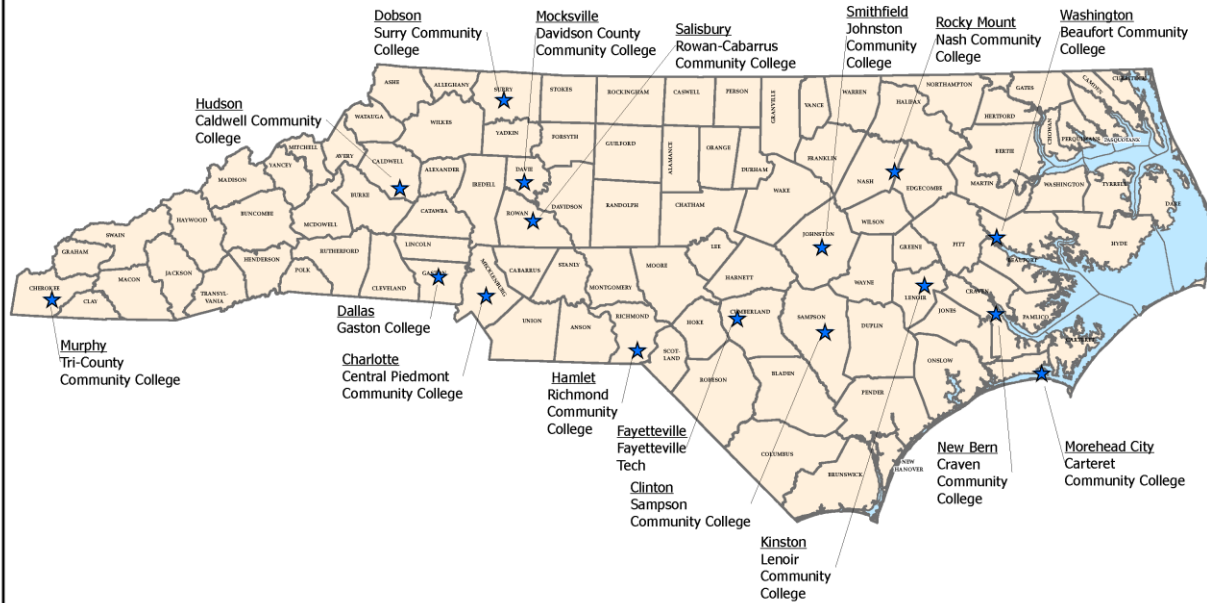 Dobson
Surry Community
College
Mocksville
Davidson County
Community College
Salisbury
Rowan-Cabarrus
Community College
Smithfield
Johnston
Community
College
Rocky Mount
Nash Community
College
Washington
Beaufort Community
College
Hudson
Caldwell Community
College
Murphy
Tri-County
Community College
Dallas
Gaston College
Charlotte
Central Piedmont
Community College
Hamlet
Richmond
Community
College
Fayetteville
Fayetteville
Tech
Clinton
Sampson
Community College
Kinston
Lenoir
Community
College
New Bern
Craven
Community
College
Morehead City
Carteret
Community College
ASHE
ALLEGHANY
SURRY
STOKES
ROCKINGHAM
CASWELL
PERSON
GRANVILLE
VANCE
WARREN
HALIFAX
NORTHAMPTON
GATES
HERTFORD
CHOWAN
PERQUIMANS
PASQUOTANK
CAMDEN
WATAUGA
WILKES
YADKIN
FORSYTH
GUILFORD
ALAMANCE
ORANGE
DURHAM
FRANKLIN
NASH
EDGECOMBE
BERTIE
MARTIN
WASHINGTON
TYRRELL
DARE
MITCHELL
AVERY
CALDWELL
ALEXANDER
IREDELL
DAVIE
YANCEY
MADISON
BURKE
CATAWBA
ROWAN
DAVIDSON
RANDOLPH
CHATHAM
WAKE
WILSON
JOHNSTON
GREENE
PITT
BEAUFORT
HYDE
HAYWOOD
BUNCOMBE
MCDOWELL
SWAIN
GRAHAM
JACKSON
HENDERSON
RUTHERFORD
POLK
LINCOLN
GASTON
CLEVELAND
MECKLENBURG
CABARRUS
STANLY
MONTGOMERY
MOORE
LEE
HARNETT
WAYNE
LENOIR
CRAVEN
JONES
PAMLICO
CARTERET
CHEROKEE
CLAY
MACON
TRANSYL-
VANIA
UNION
ANSON
RICHMOND
SCOT-
LAND
HOKE
CUMBERLAND
SAMPSON
DUPLIN
ONSLOW
ROBESON
BLADEN
PENDER
COLUMBUS
BRUNSWICK
NEW
HANOVER